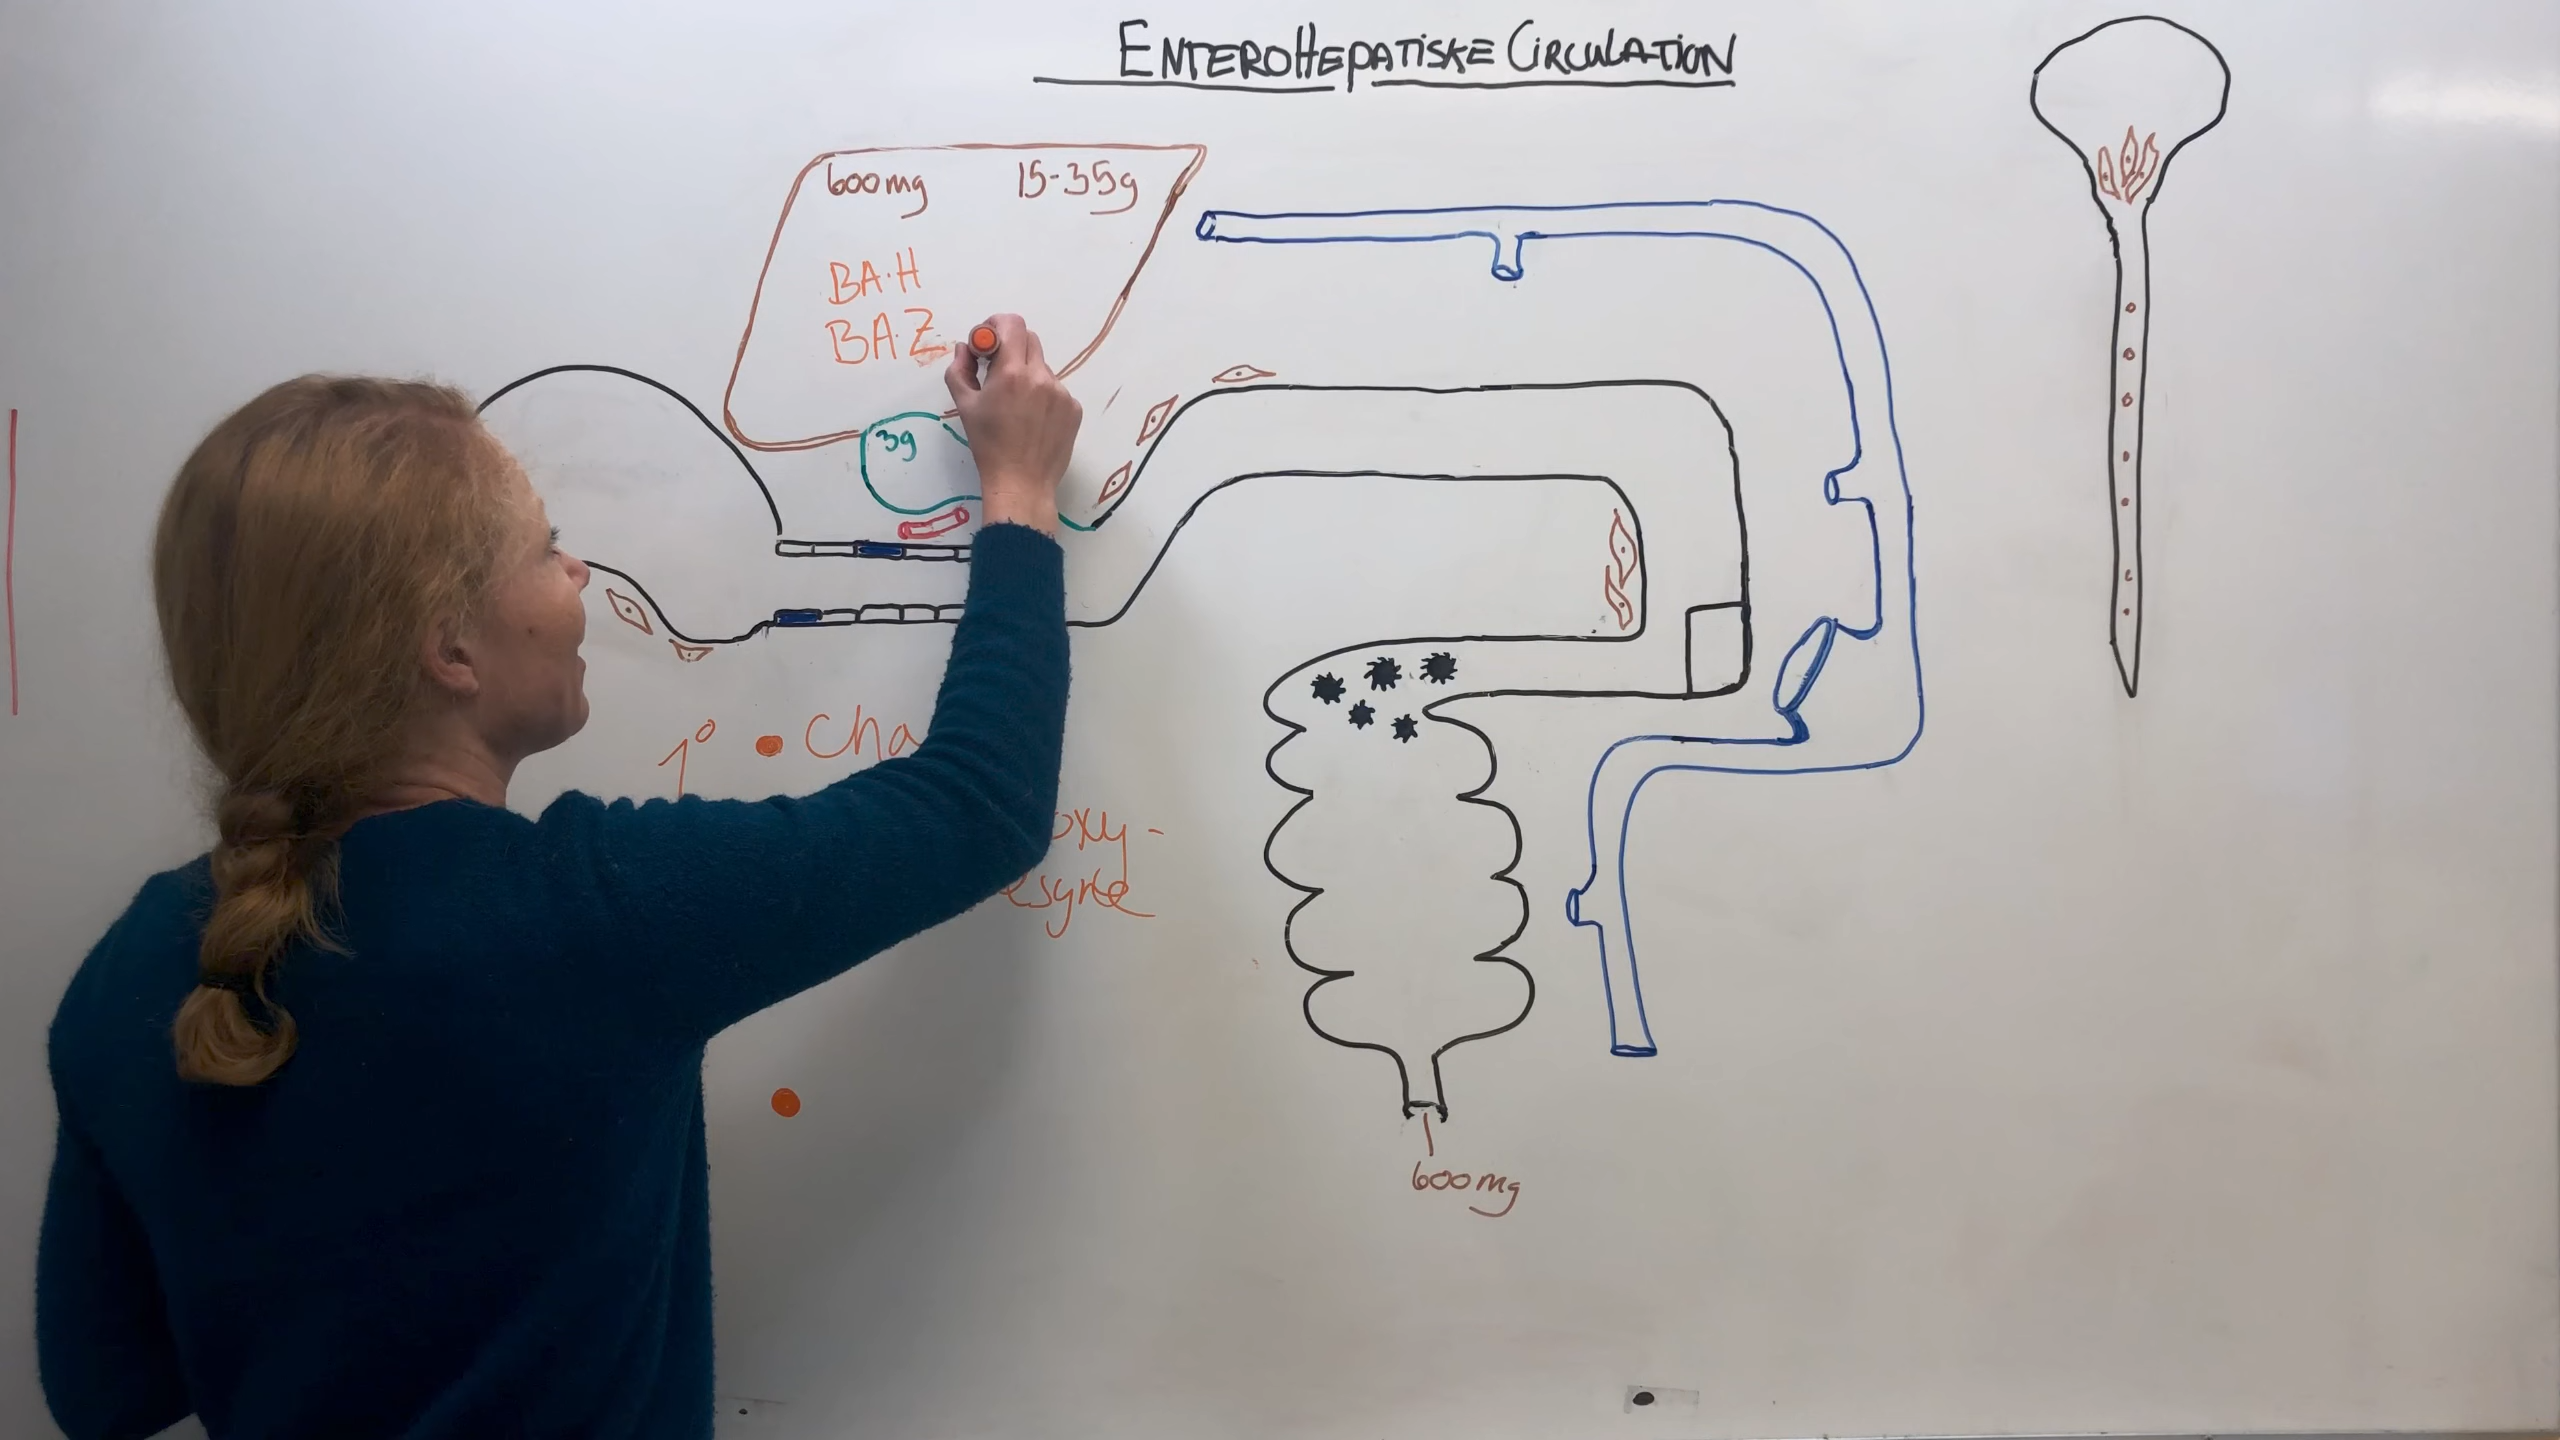 ENTEROHEPATISKE CIRCULATION
600mg 15-35g
BA·H
BA·Z
3g
1° • Cha
oxy-
esyre
600mg